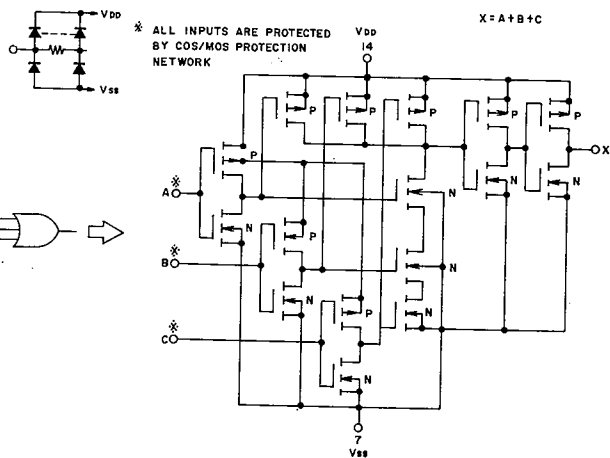 VDD
VSS
※ ALL INPUTS ARE PROTECTED
BY COS/MOS PROTECTION
NETWORK
VDD
14
X=A+B+C
P
P
P
P
P
P
N
N
N
X
A※
N
P
B※
N
N
P
N
C※
N
7
VSS